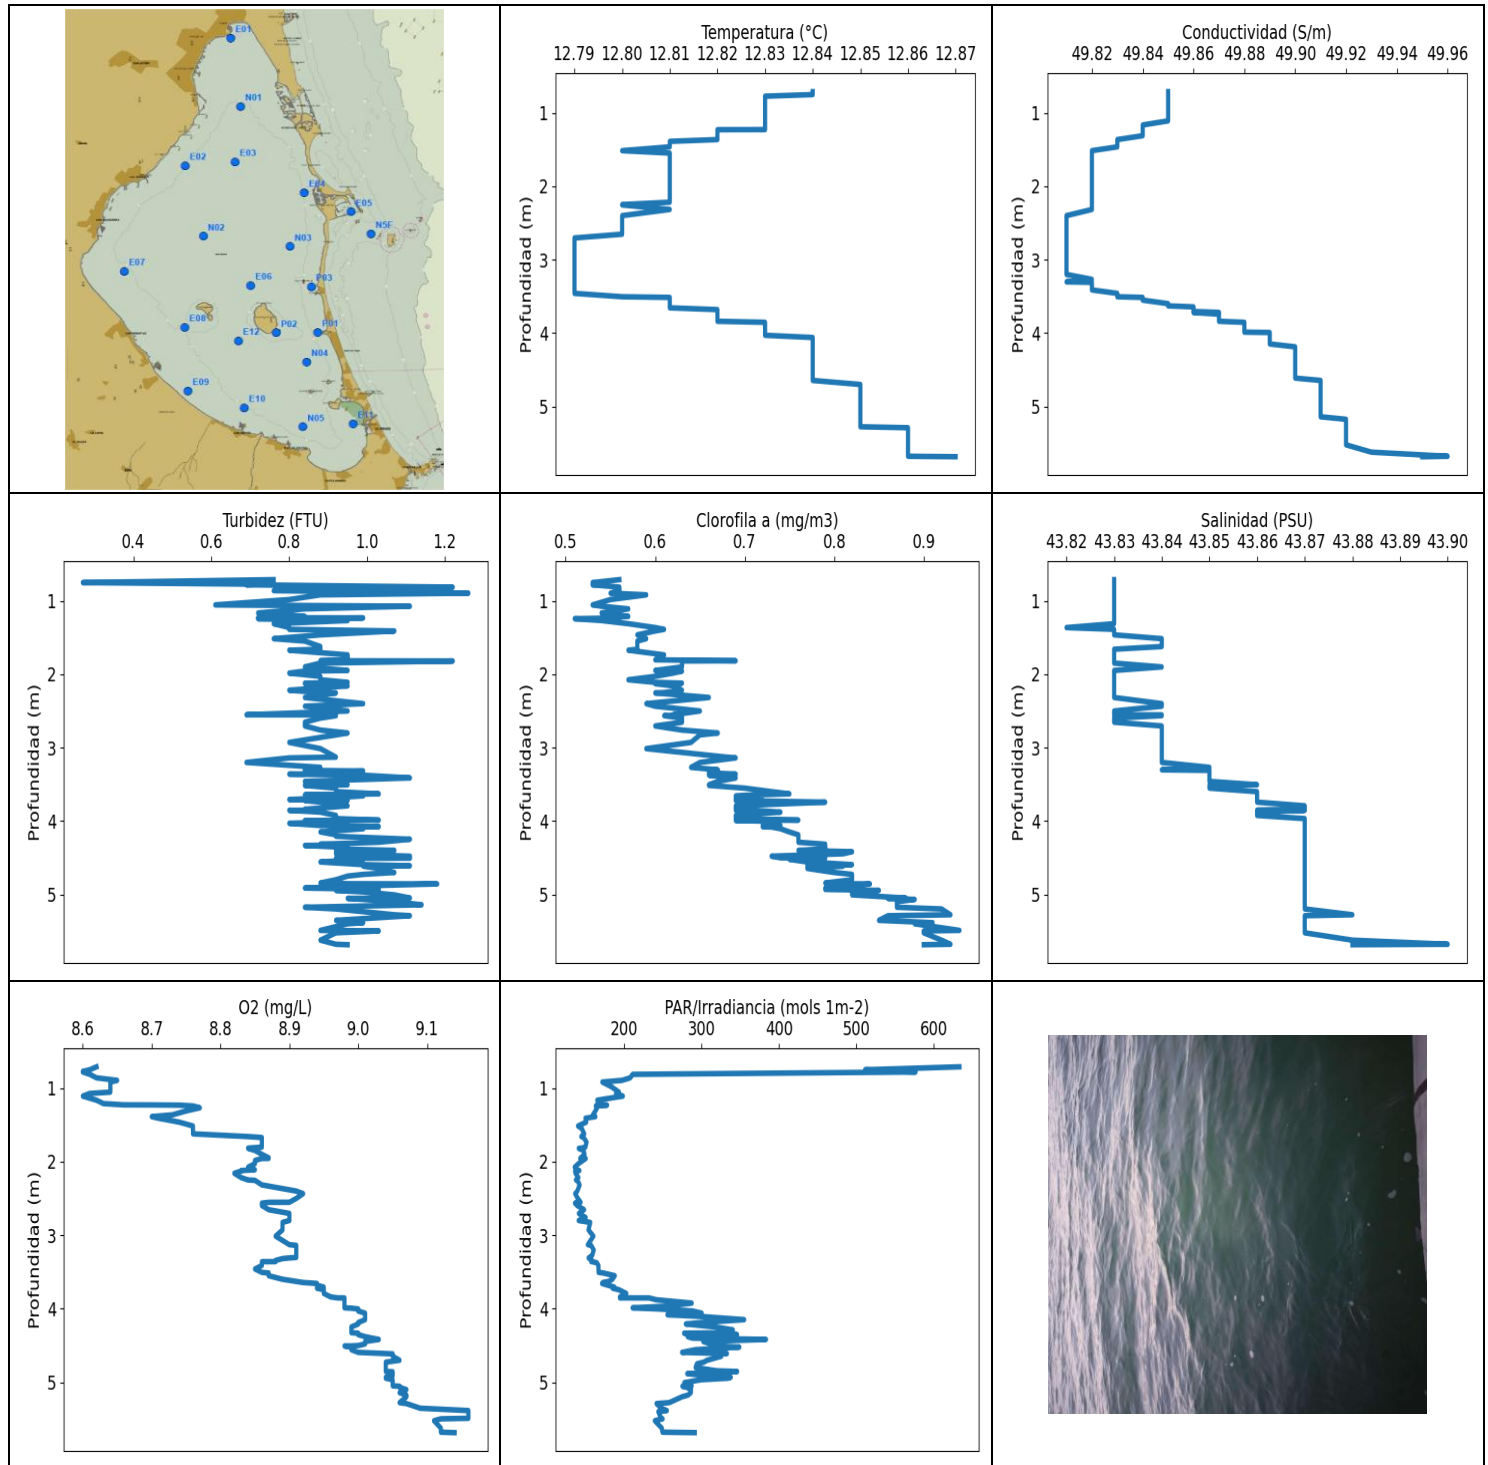 E01
N01
E02
E03
E04
E05
N5E
N02
N03
E07
E06
P03
E08
P02
P01
E12
N04
E09
E10
N05
E11
Temperatura (°C)
12.79 12.80 12.81 12.82 12.83 12.84 12.85 12.86 12.87
1
2
3
4
5
Profundidad (m)
Conductividad (S/m)
49.82 49.84 49.86 49.88 49.90 49.92 49.94 49.96
1
2
3
4
5
Profundidad (m)
Turbidez (FTU)
0.4 0.6 0.8 1.0 1.2
1
2
3
4
5
Profundidad (m)
Clorofila a (mg/m3)
0.5 0.6 0.7 0.8 0.9
1
2
3
4
5
Profundidad (m)
Salinidad (PSU)
43.82 43.83 43.84 43.85 43.86 43.87 43.88 43.89 43.90
1
2
3
4
5
Profundidad (m)
O2 (mg/L)
8.6 8.7 8.8 8.9 9.0 9.1
1
2
3
4
5
Profundidad (m)
PAR/Irradiancia (mols 1m-2)
200 300 400 500 600
1
2
3
4
5
Profundidad (m)